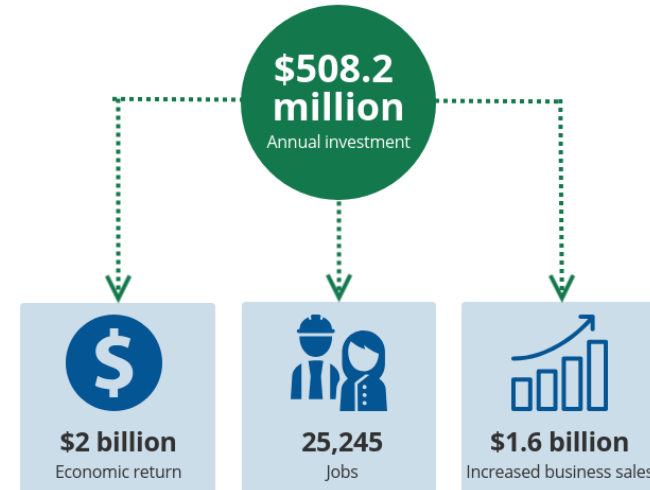 $508.2
million
Annual investment
$2 billion
Economic return
25,245
Jobs
$1.6 billion
Increased business sales